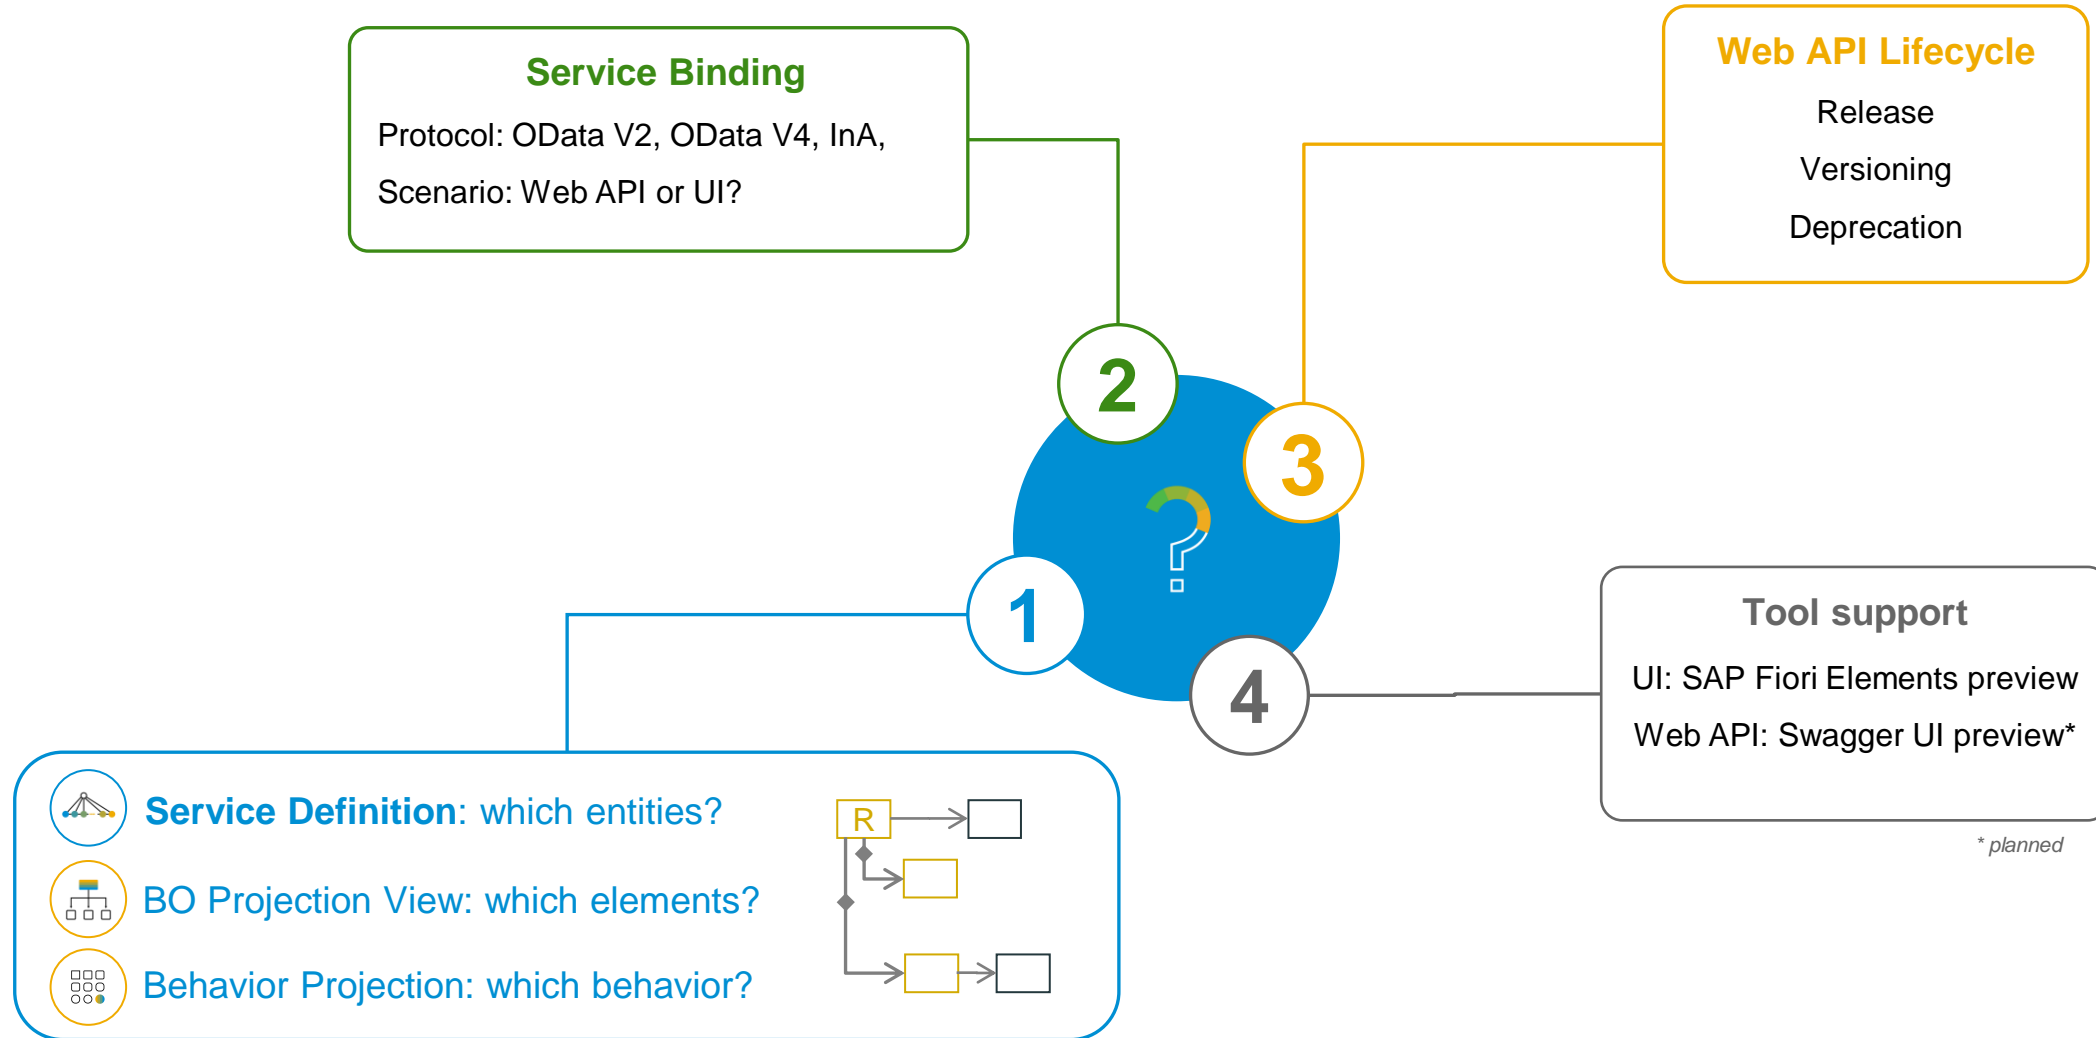 Service Binding
Protocol: OData V2, OData V4, InA,
Scenario: Web API or UI?
Web API Lifecycle
Release
Versioning
Deprecation
2
3
1
4
Tool support
UI: SAP Fiori Elements preview
Web API: Swagger UI preview*
* planned
Service Definition: which entities?
BO Projection View: which elements?
Behavior Projection: which behavior?
R